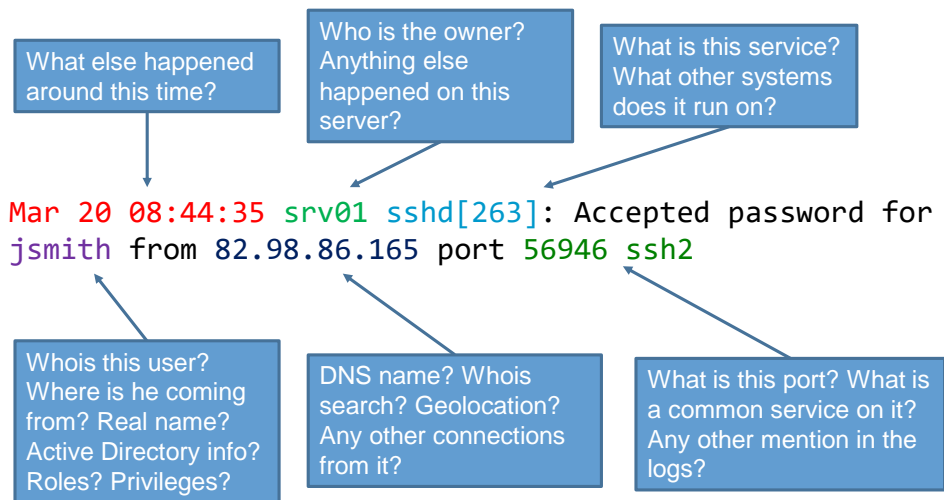 What else happened
around this time?
Who is the owner?
Anything else
happened on this
server?
What is this service?
What other systems
does it run on?
Mar 20 08:44:35 srv01 sshd[263]: Accepted password for
jsmith from 82.98.86.165 port 56946 ssh2
Whois this user?
Where is he coming
from? Real name?
Active Directory info?
Roles? Privileges?
DNS name? Whois
search? Geolocation?
Any other connections
from it?
What is this port? What is
a common service on it?
Any other mention in the
logs?